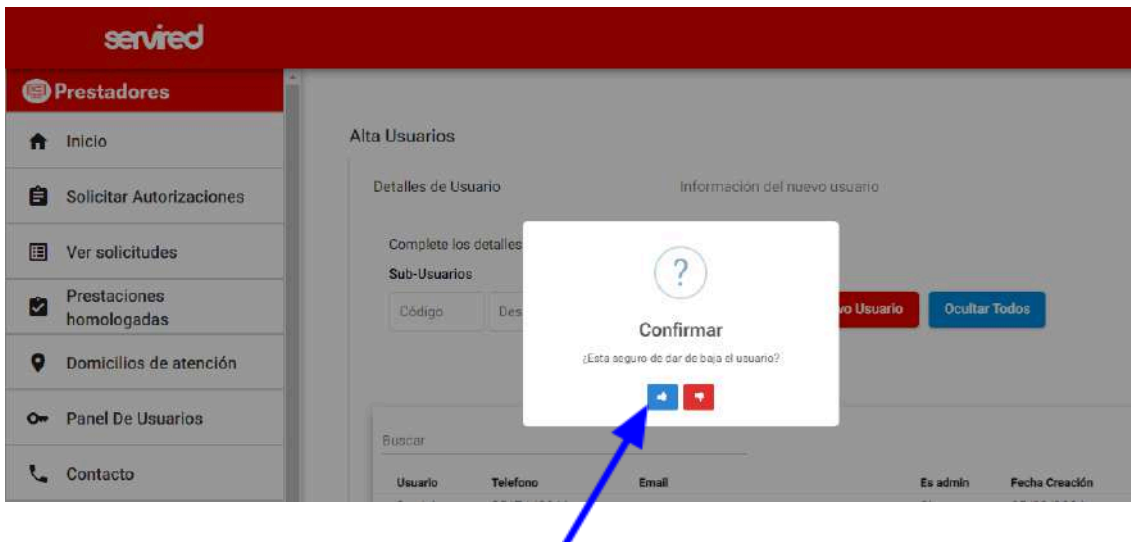 servired
Prestadores
Inicio
Solicitar Autorizaciones
Ver solicitudes
Prestaciones
homologadas
Domicilios de atención
Panel De Usuarios
Contacto
Alta Usuarios
Detalles de Usuario
Información del nuevo usuario
Complete los detalles
Sub-Usuarios
Código
Des
vo Usuario
Ocultar Todos
?
Confirmar
¿Esta seguro de dar de baja el usuario?
Buscar
Usuario Telefono Email Es admin Fecha Creación